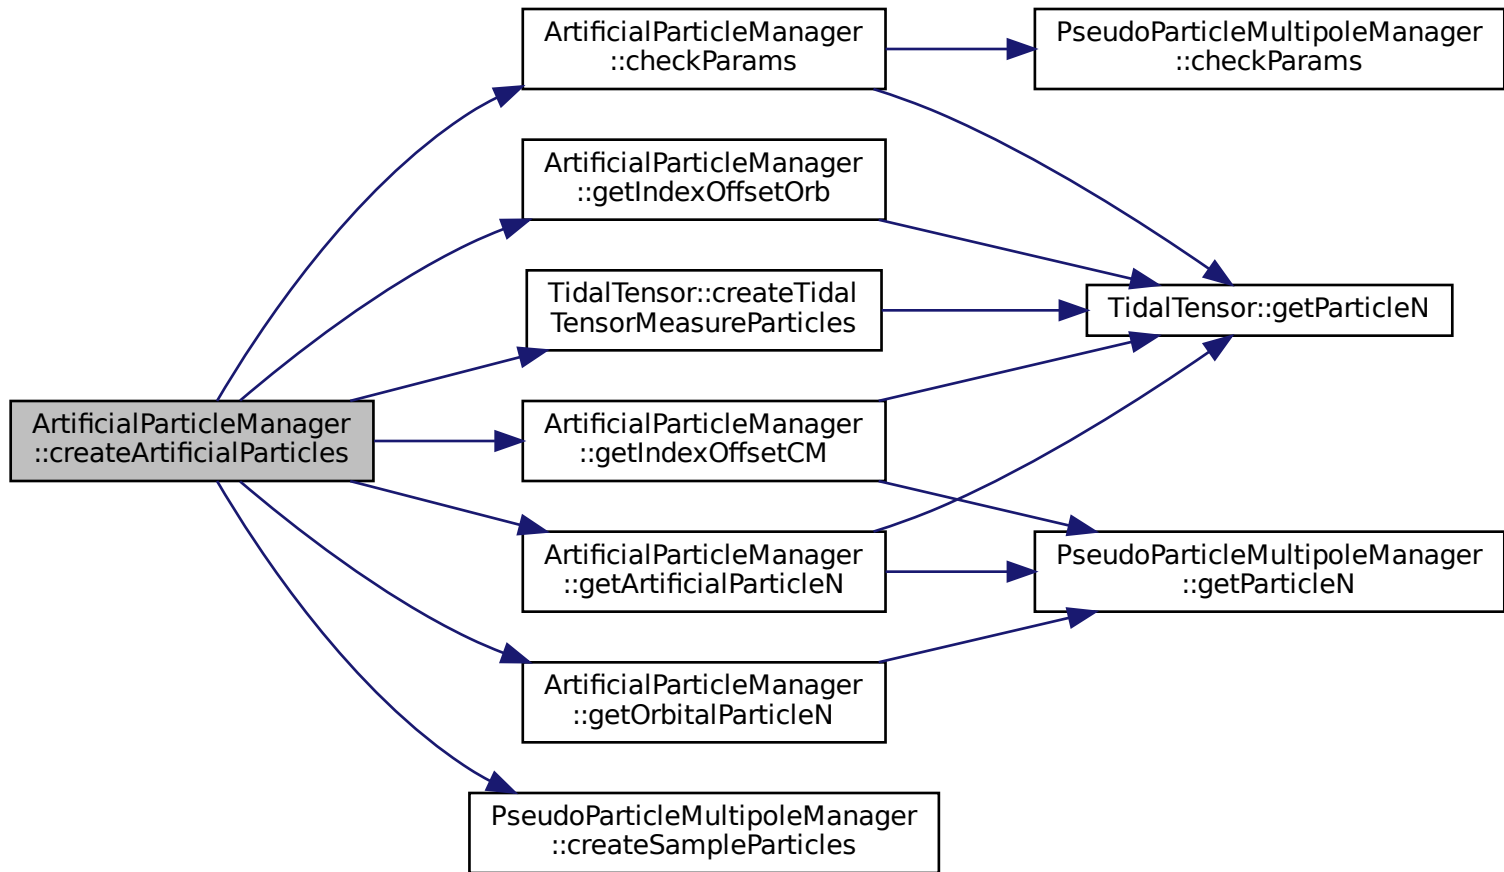 ArtificialParticleManager
::checkParams
PseudoParticleMultipoleManager
::checkParams
ArtificialParticleManager
::getIndexOffsetOrb
TidalTensor::createTidal
TensorMeasureParticles
TidalTensor::getParticleN
ArtificialParticleManager
::createArtificialParticles
ArtificialParticleManager
::getIndexOffsetCM
ArtificialParticleManager
::getArtificialParticleN
PseudoParticleMultipoleManager
::getParticleN
ArtificialParticleManager
::getOrbitalParticleN
PseudoParticleMultipoleManager
::createSampleParticles